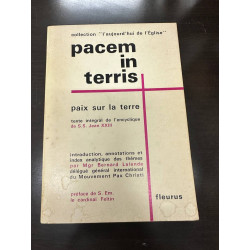 collection "l'aujourd'hui de l'Église"
pacem
in
terris
paix sur la terre
texte intégral de l'encyclique
de S.S. Jean XXIII
introduction, annotations et
index analytique des thèmes
par Mgr Bernard Lalande
délégué général international
du Mouvement Pax Christi
préface de S. Em.
le cardinal Feltin
fleurus